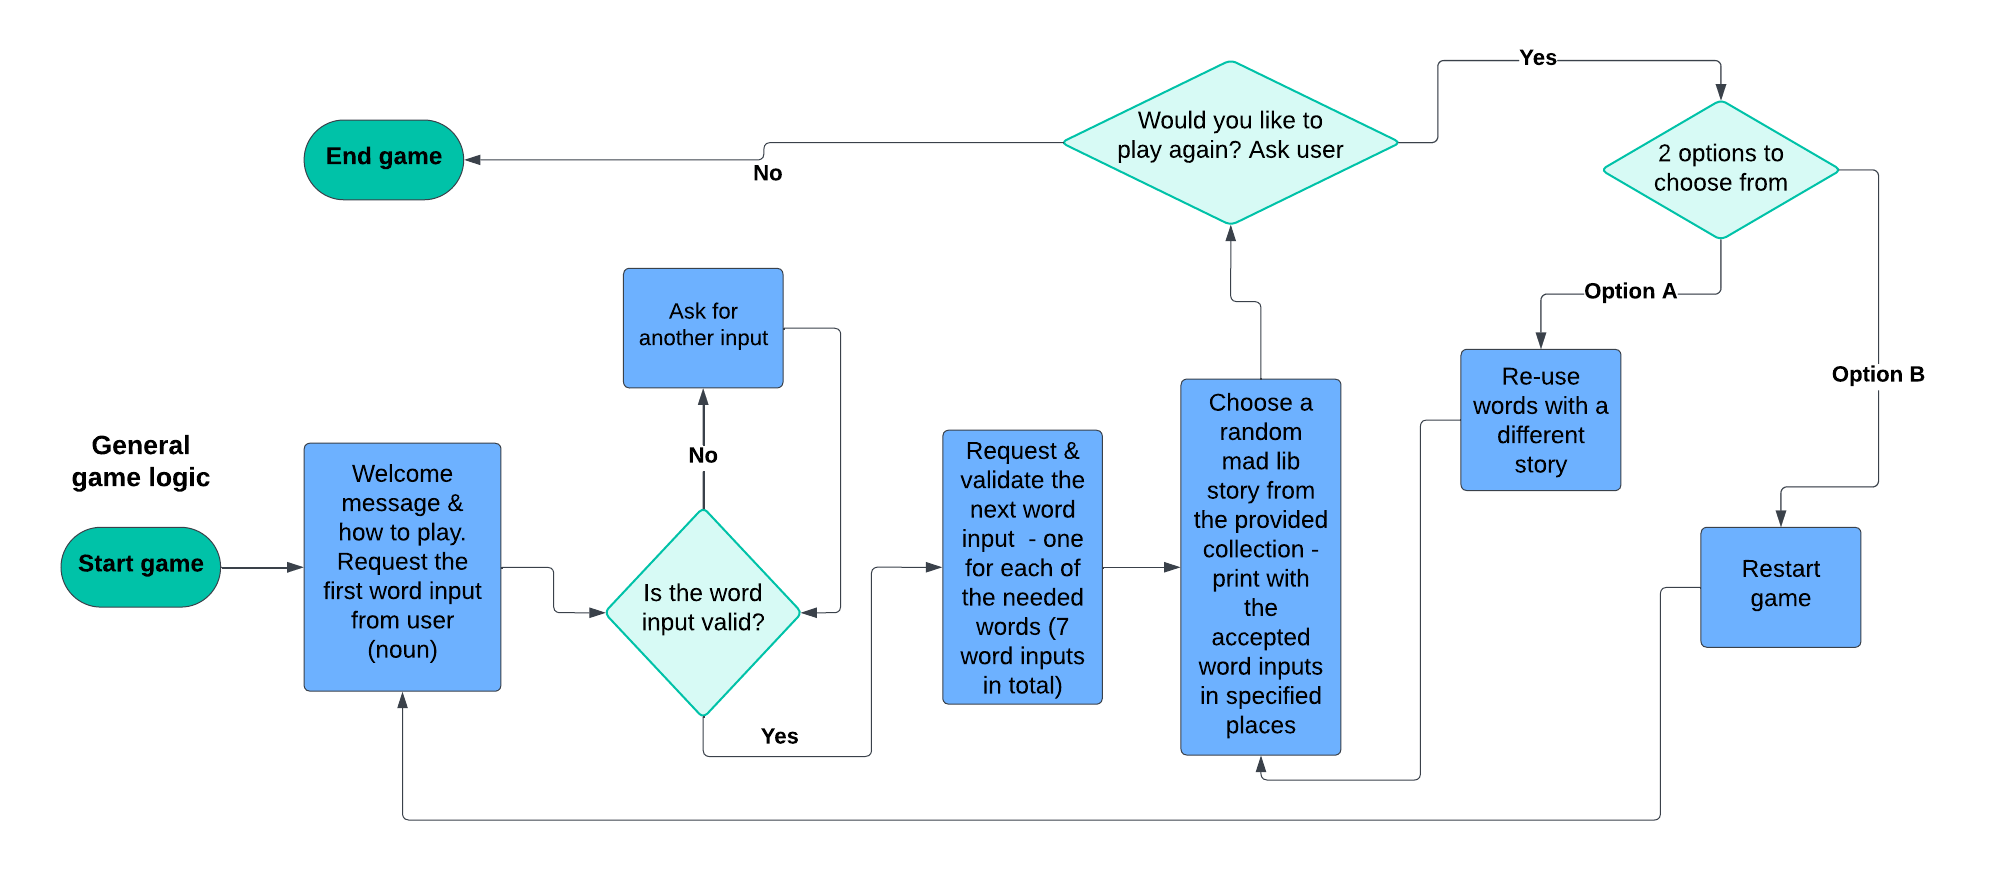 General
game logic
Start game
Welcome
message &
how to play.
Request the
first word input
from user
(noun)
Is the word
input valid?
No
Ask for
another input
Yes
Request &
validate the
next word
input  - one
for each of
the needed
words (7
word inputs
in total)
Choose a
random
mad lib
story from
the provided
collection -
print with
the
accepted
word inputs
in specified
places
Would you like to
play again? Ask user
No
End game
Yes
2 options to
choose from
Option A
Re-use
words with a
different
story
Option B
Restart
game